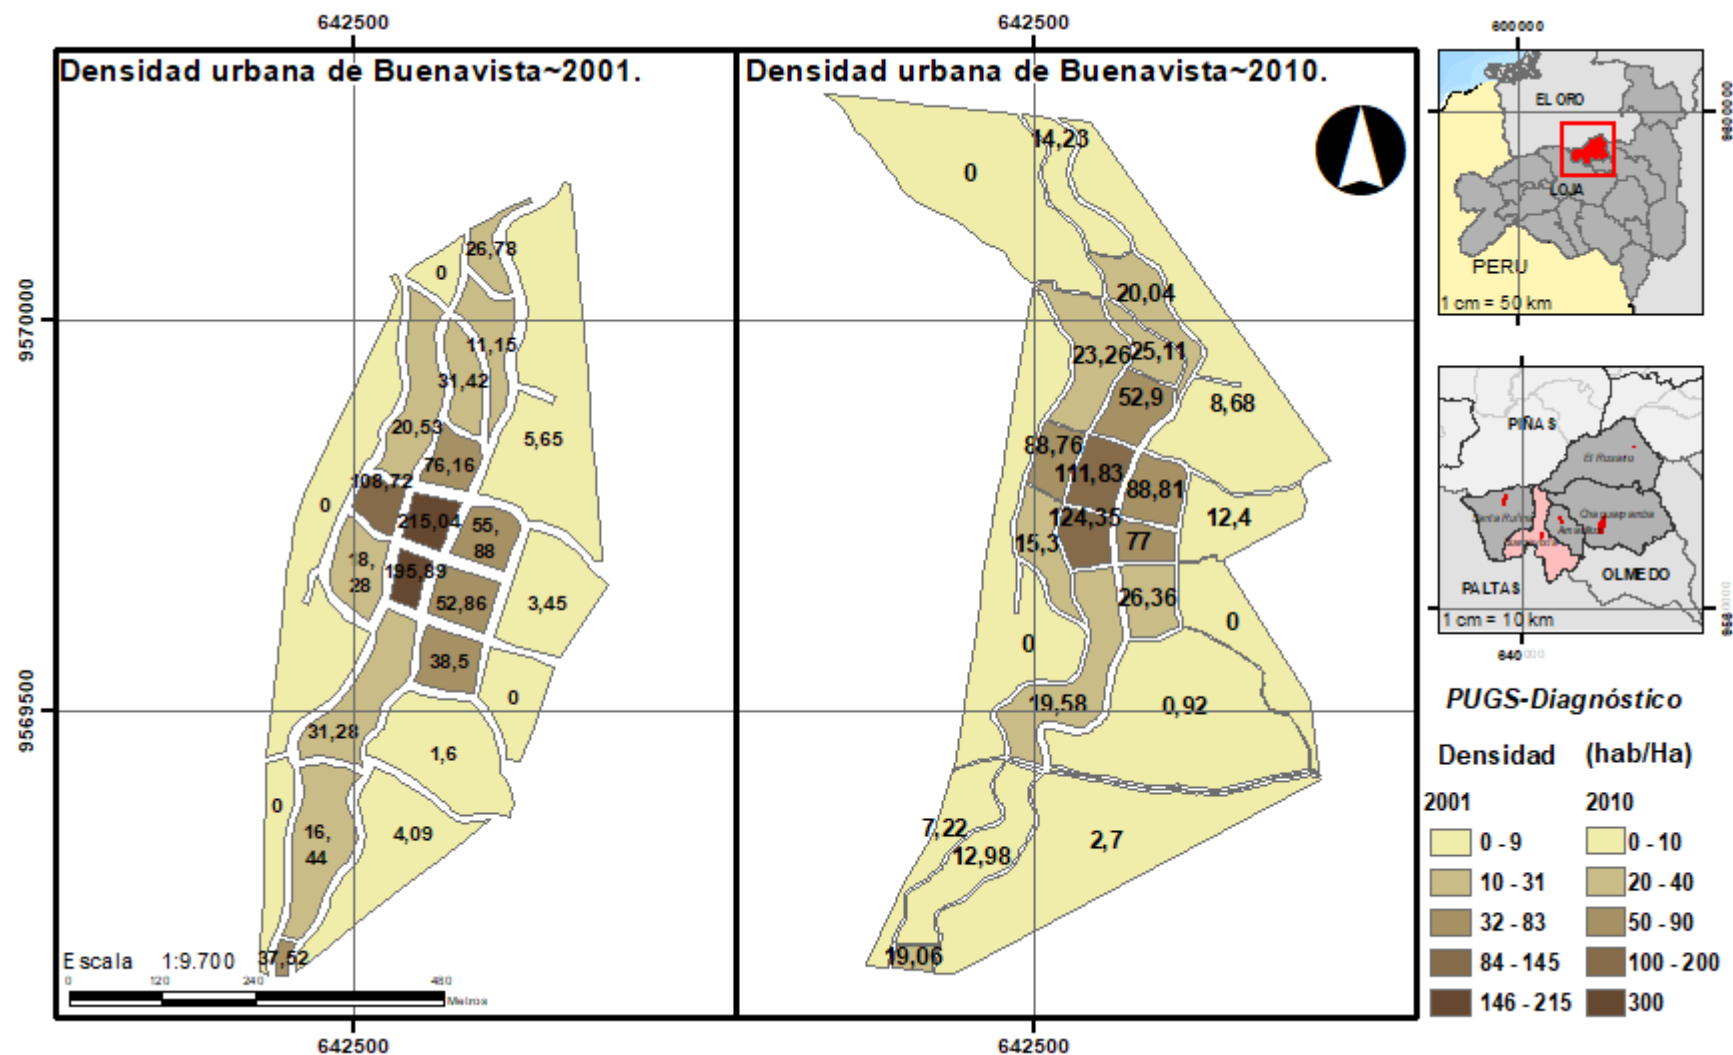 642500
642500
600000
Densidad urbana de Buenavista~2001.
Densidad urbana de Buenavista~2010.
9570000
9569500
26,78
0
11,15
31,42
20,53
5,65
76,16
108,72
0
215,04
55,
88
18,
28
195,89
52,86
3,45
38,5
0
31,28
1,6
0
16,
44
4,09
37,52
Escala 1:9.700
0 120 240 480
Metros
14,23
0
20,04
23,26
25,11
52,9
8,68
88,76
111,83
88,81
12,4
124,35
15,3
77
26,36
0
0
19,58
0,92
7,22
12,98
2,7
19,06
642500
642500
EL ORO
LOJA
PERU
1 cm = 50 km
PIÑAS
El Rosario
Santa Rufina
Chaguarpamba
PALTAS
OLMEDO
1 cm = 10 km
640000
PUGS-Diagnóstico
Densidad (hab/Ha)
2001 2010
0 - 9 0 - 10
10 - 31 20 - 40
32 - 83 50 - 90
84 - 145 100 - 200
146 - 215 300